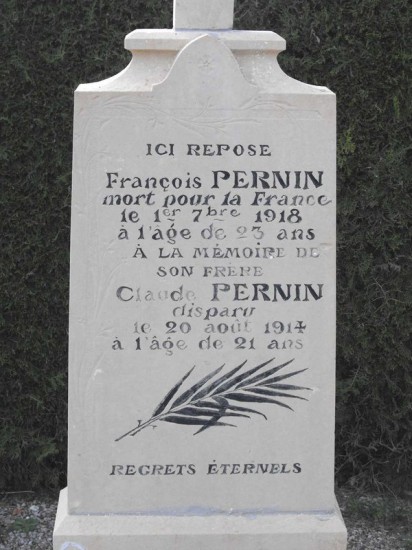 ICI REPOSE
François PERNIN
mort pour la France
le 1er 7bre 1918
à l'âge de 23 ans
À LA MÉMOIRE DE
SON FRÈRE
Claude PERNIN
disparu
le 20 août 1914
à l'âge de 21 ans
REGRETS ÉTERNELS